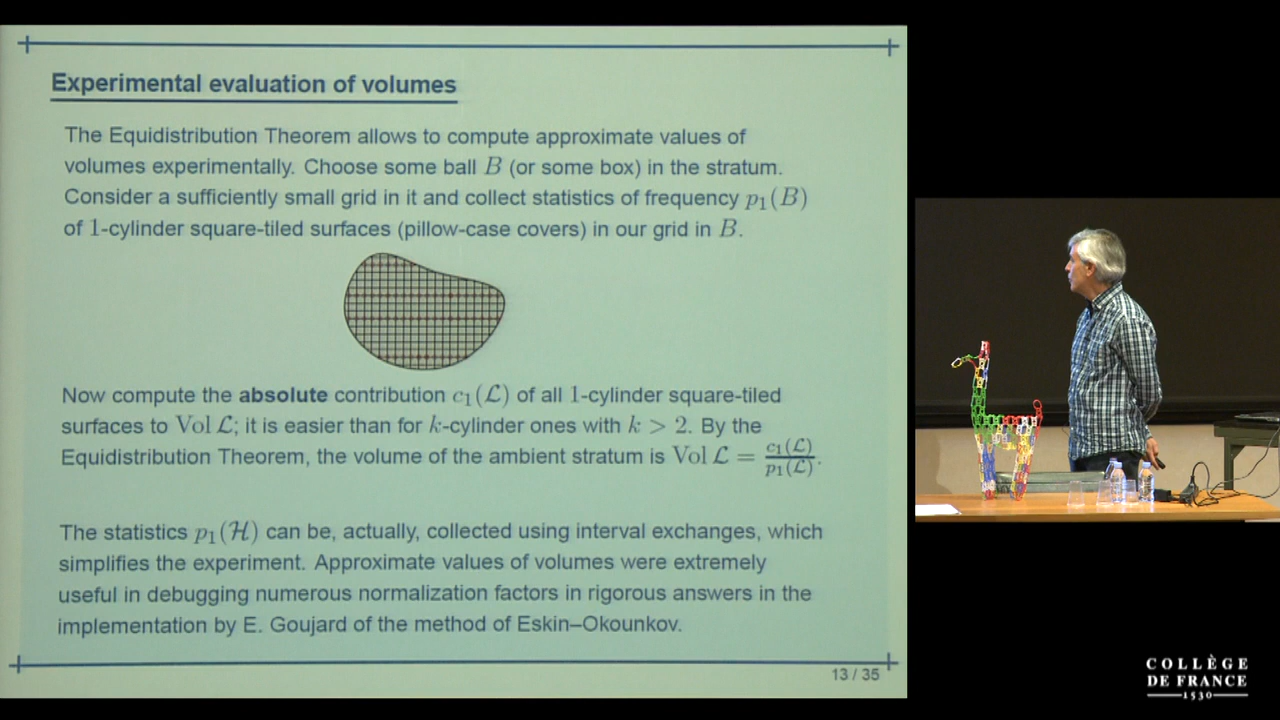 Experimental evaluation of volumes
The Equidistribution Theorem allows to compute approximate values of
volumes experimentally. Choose some ball B (or some box) in the stratum.
Consider a sufficiently small grid in it and collect statistics of frequency p₁(B)
of 1-cylinder square-tiled surfaces (pillow-case covers) in our grid in B.
Now compute the absolute contribution c₁(ℒ) of all 1-cylinder square-tiled
surfaces to Vol ℒ; it is easier than for k-cylinder ones with k > 2. By the
Equidistribution Theorem, the volume of the ambient stratum is Vol ℒ = c₁(ℒ)/p₁(ℒ).
The statistics p₁(ℋ) can be, actually, collected using interval exchanges, which
simplifies the experiment. Approximate values of volumes were extremely
useful in debugging numerous normalization factors in rigorous answers in the
implementation by E. Goujard of the method of Eskin–Okounkov.
13 / 35
COLLÈGE
DE FRANCE
1530